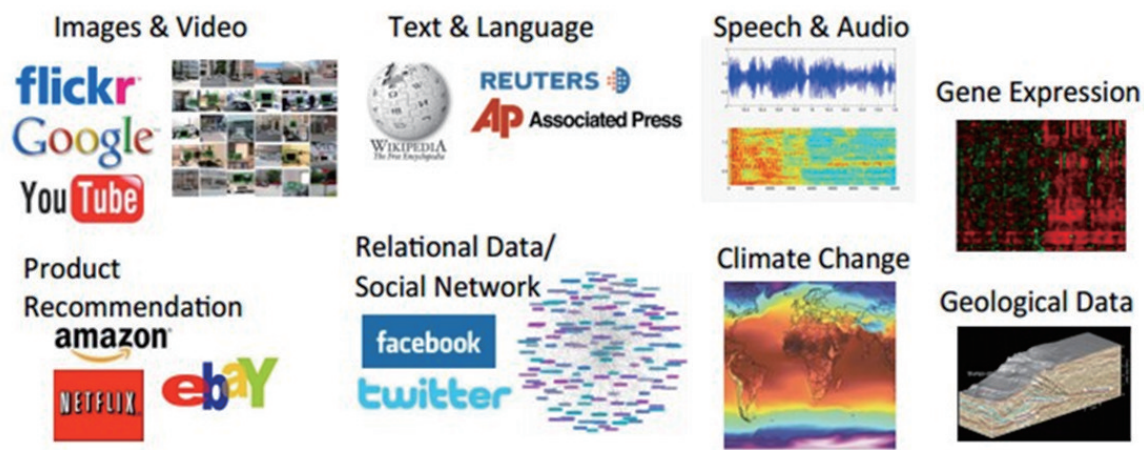 Images & Video
flickr
Google
YouTube
Text & Language
WIKIPEDIA
The Free Encyclopedia
REUTERS
AP Associated Press
Speech & Audio
Gene Expression
Product
Recommendation
amazon
NETFLIX
ebay
Relational Data/
Social Network
facebook
twitter
Climate Change
Geological Data